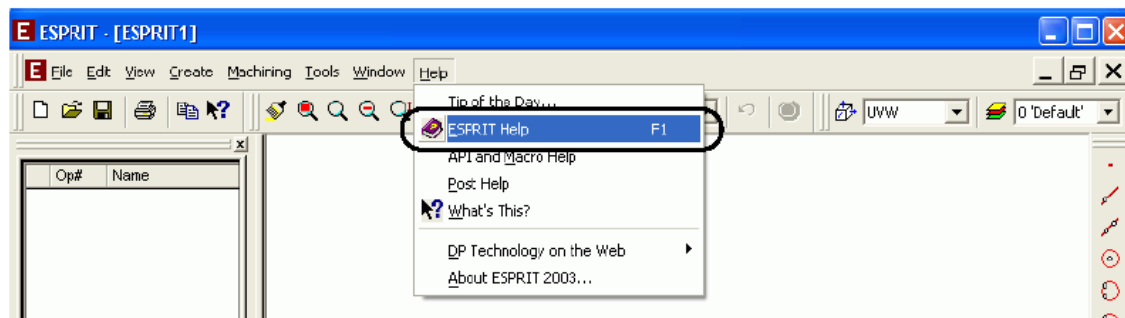 E ESPRIT - [ESPRIT1]
E File Edit View Create Machining Tools Window Help
UVW 0 'Default'
Tip of the Day...
ESPRIT Help F1
API and Macro Help
Post Help
What's This?
DP Technology on the Web
About ESPRIT 2003...
Op# Name